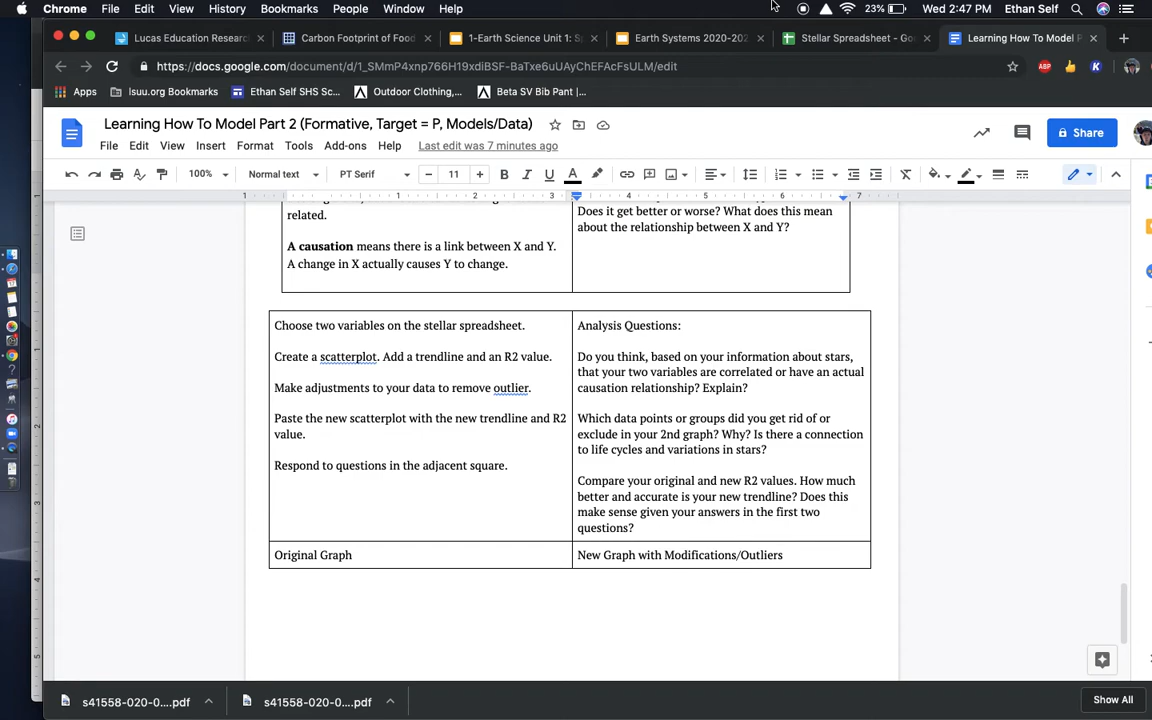 Chrome File Edit View History Bookmarks People Window Help 23% Wed 2:47 PM Ethan Self
Lucas Education Resear Carbon Footprint of Food 1-Earth Science Unit 1: S Earth Systems 2020-202 Stellar Spreadsheet - Go Learning How To Model P
https://docs.google.com/document/d/1_SMmP4xnp766H19xdiBSF-BaTxe6uUAyChEFAcFsULM/edit
Apps lsuu.org Bookmarks Ethan Self SHS Sc... Outdoor Clothing,... Beta SV Bib Pant |...
Learning How To Model Part 2 (Formative, Target = P, Models/Data)
File Edit View Insert Format Tools Add-ons Help Last edit was 7 minutes ago
Share
100% Normal text PT Serif 11
1 1 2 3 4 5 6 7
related.
Does it get better or worse? What does this mean
about the relationship between X and Y?
A causation means there is a link between X and Y.
A change in X actually causes Y to change.
Choose two variables on the stellar spreadsheet.
Create a scatterplot. Add a trendline and an R2 value.
Make adjustments to your data to remove outlier.
Paste the new scatterplot with the new trendline and R2
value.
Respond to questions in the adjacent square.
Analysis Questions:
Do you think, based on your information about stars,
that your two variables are correlated or have an actual
causation relationship? Explain?
Which data points or groups did you get rid of or
exclude in your 2nd graph? Why? Is there a connection
to life cycles and variations in stars?
Compare your original and new R2 values. How much
better and accurate is your new trendline? Does this
make sense given your answers in the first two
questions?
Original Graph
New Graph with Modifications/Outliers
s41558-020-0....pdf s41558-020-0....pdf Show All